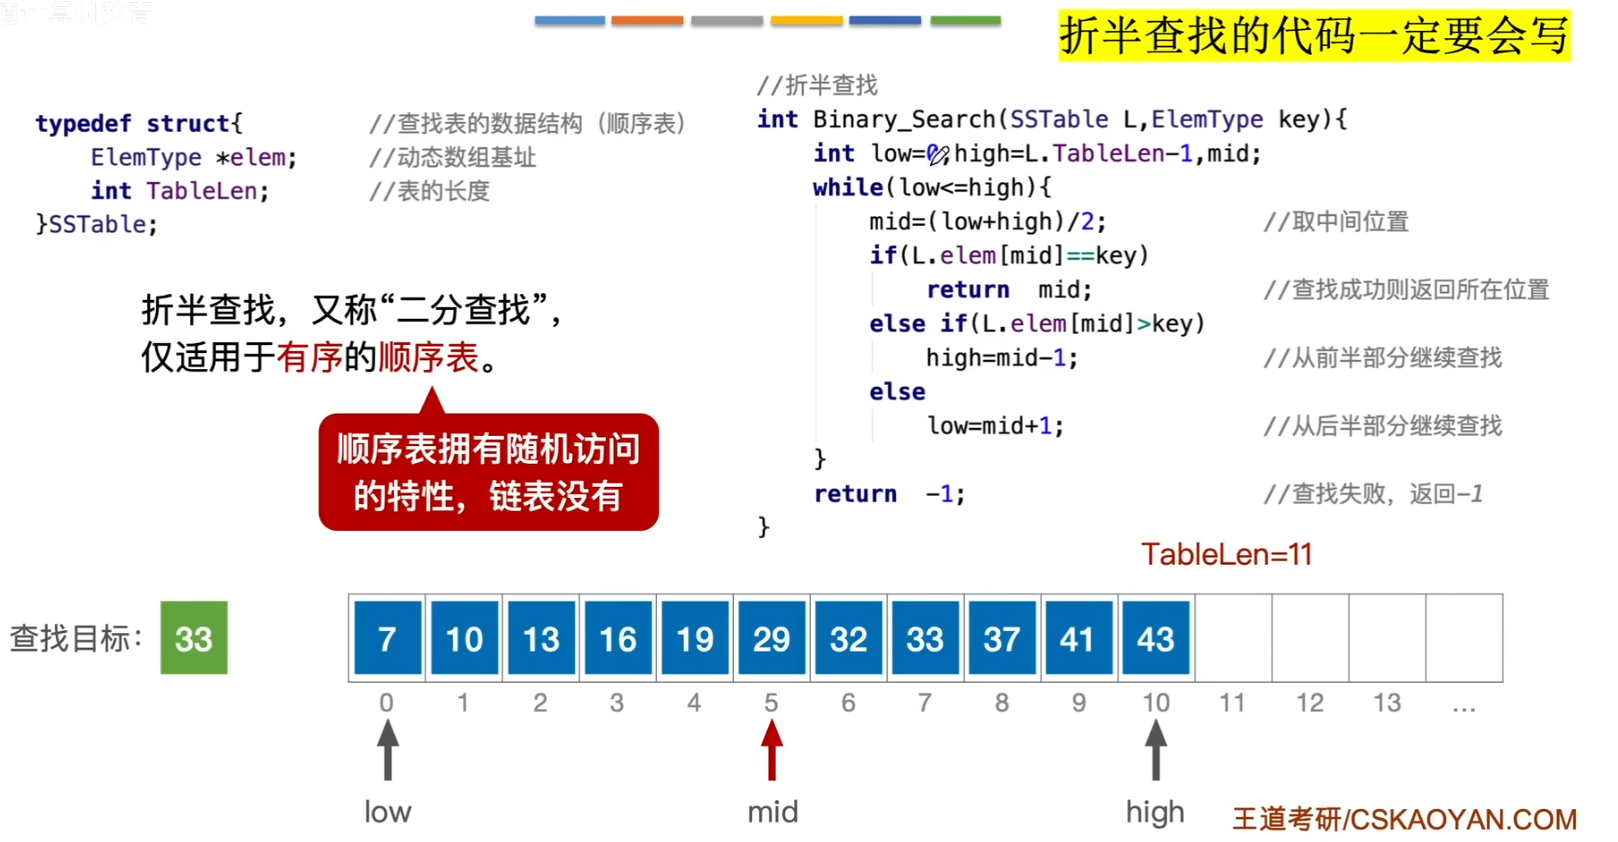 折半查找的代码一定要会写
typedef struct{ //查找表的数据结构（顺序表）
ElemType *elem; //动态数组基址
int TableLen; //表的长度
}SSTable;
折半查找，又称“二分查找”，
仅适用于有序的顺序表。
顺序表拥有随机访问
的特性，链表没有
//折半查找
int Binary_Search(SSTable L,ElemType key){
int low=0,high=L.TableLen-1,mid;
while(low<=high){
mid=(low+high)/2; //取中间位置
if(L.elem[mid]==key)
return mid; //查找成功则返回所在位置
else if(L.elem[mid]>key)
high=mid-1; //从前半部分继续查找
else
low=mid+1; //从后半部分继续查找
}
return -1; //查找失败，返回-1
}
TableLen=11
查找目标： 33
7 10 13 16 19 29 32 33 37 41 43
0 1 2 3 4 5 6 7 8 9 10 11 12 13 ...
low mid high
王道考研/CSKAOYAN.COM